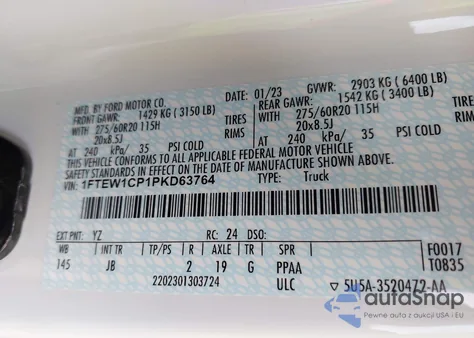 MFD. BY FORD MOTOR CO.
01/23 GVWR: 2903 KG (6400 LB)
FRONT GAWR: 1429 KG (3150 LB) REAR GAWR: 1542 KG (3400 LB)
WITH 275/60R20 115H TIRES WITH 275/60R20 115H
20x8.5J RIMS 20x8.5J
AT 240 kPa/ 35 PSI COLD AT 240 kPa/ 35 PSI COLD
THIS VEHICLE CONFORMS TO ALL APPLICABLE FEDERAL MOTOR VEHICLE
SAFETY STANDARDS IN EFFECT ON THE DATE OF MANUFACTURE SHOWN ABOVE.
VIN: 1FTEW1CP1PKD63764 TYPE: Truck
EXT PNT: YZ RC: 24 DSO:
WB INT TR TP/PS R AXLE TR SPR F0017
145 JB 2 19 G PPAA T0835
2202301303724 ULC ▽ 5U5A-3520472-AA
autoSnap
Pewne auta z pewnych źródeł